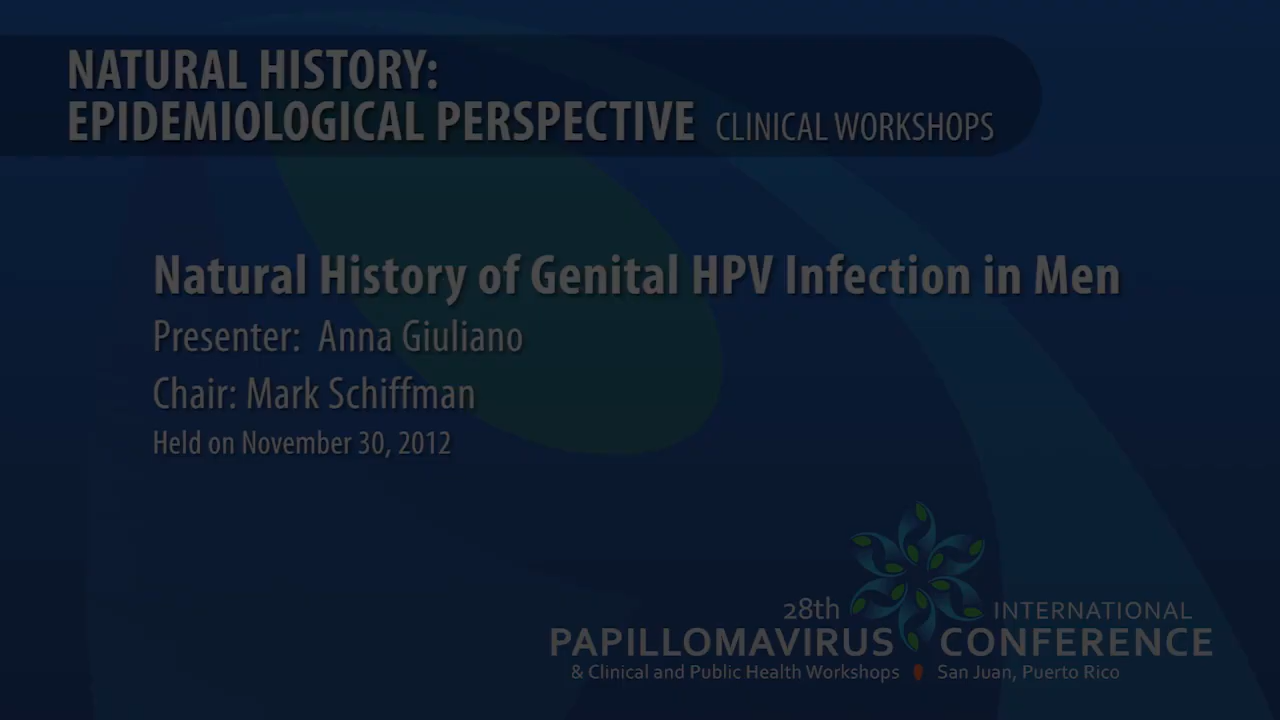 NATURAL HISTORY:
EPIDEMIOLOGICAL PERSPECTIVE CLINICAL WORKSHOPS
Natural History of Genital HPV Infection in Men
Presenter: Anna Giuliano
Chair: Mark Schiffman
Held on November 30, 2012
28th INTERNATIONAL
PAPILLOMAVIRUS CONFERENCE
& Clinical and Public Health Workshops San Juan, Puerto Rico